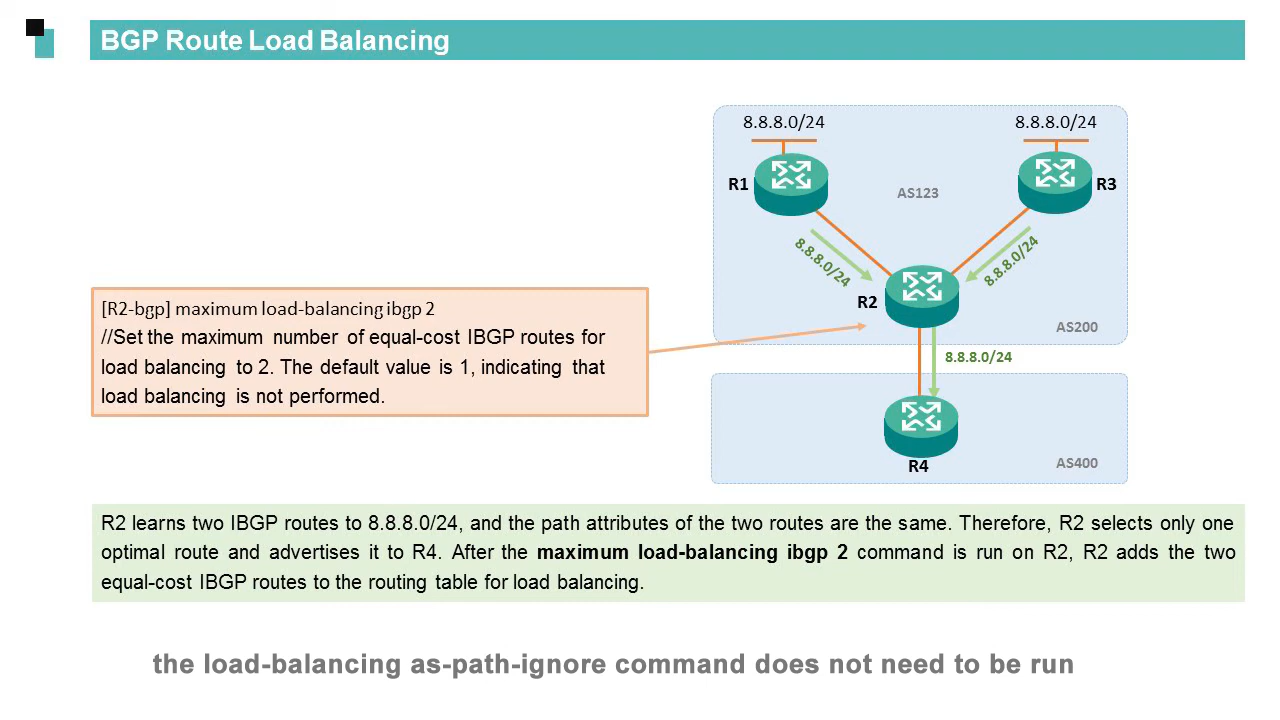 BGP Route Load Balancing
8.8.8.0/24
8.8.8.0/24
R1
AS123
R3
8.8.8.0/24
8.8.8.0/24
R2
AS200
8.8.8.0/24
R4
AS400
[R2-bgp] maximum load-balancing ibgp 2
//Set the maximum number of equal-cost IBGP routes for
load balancing to 2. The default value is 1, indicating that
load balancing is not performed.
R2 learns two IBGP routes to 8.8.8.0/24, and the path attributes of the two routes are the same. Therefore, R2 selects only one
optimal route and advertises it to R4. After the maximum load-balancing ibgp 2 command is run on R2, R2 adds the two
equal-cost IBGP routes to the routing table for load balancing.
the load-balancing as-path-ignore command does not need to be run